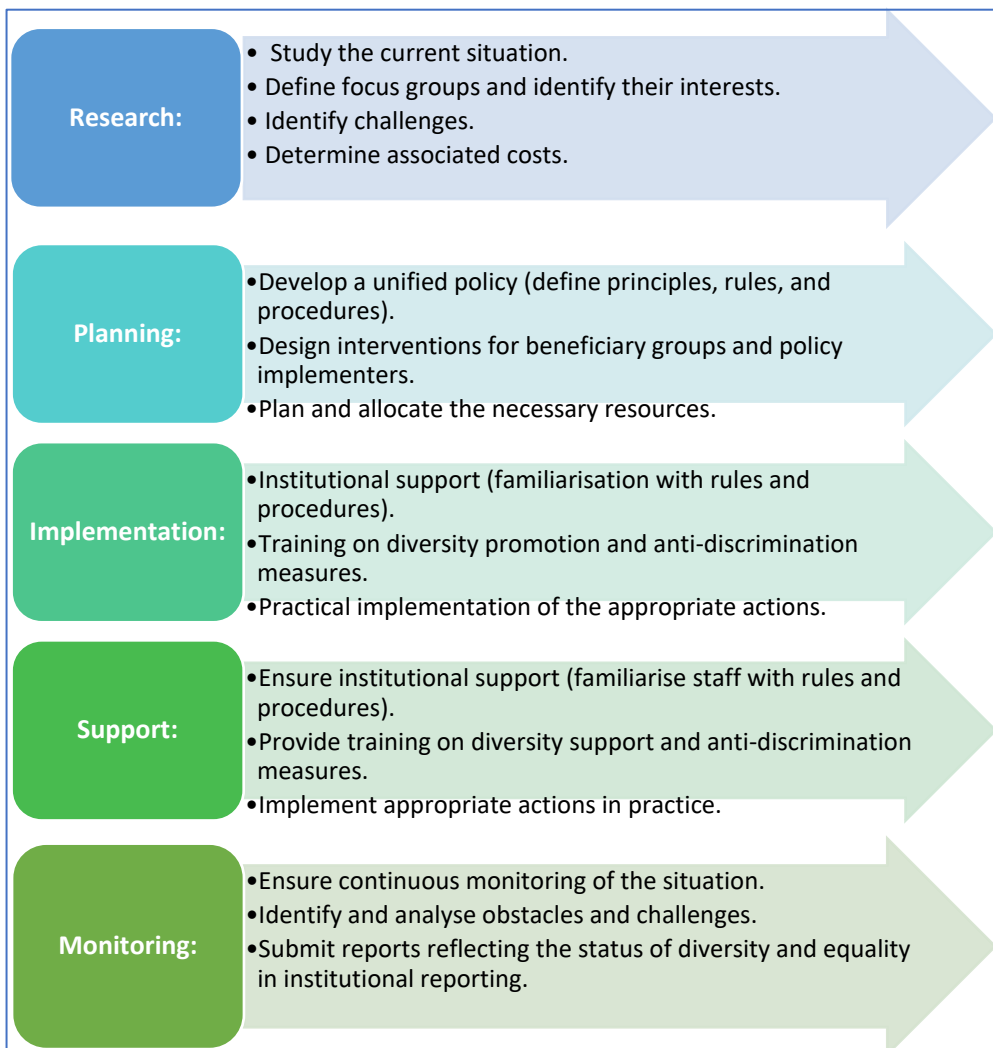 Research:
• Study the current situation.
• Define focus groups and identify their interests.
• Identify challenges.
• Determine associated costs.
Planning:
•Develop a unified policy (define principles, rules, and
procedures).
•Design interventions for beneficiary groups and policy
implementers.
•Plan and allocate the necessary resources.
Implementation:
•Institutional support (familiarisation with rules and
procedures).
•Training on diversity promotion and anti-discrimination
measures.
•Practical implementation of the appropriate actions.
Support:
•Ensure institutional support (familiarise staff with rules and
procedures).
•Provide training on diversity support and anti-discrimination
measures.
•Implement appropriate actions in practice.
Monitoring:
•Ensure continuous monitoring of the situation.
•Identify and analyse obstacles and challenges.
•Submit reports reflecting the status of diversity and equality
in institutional reporting.